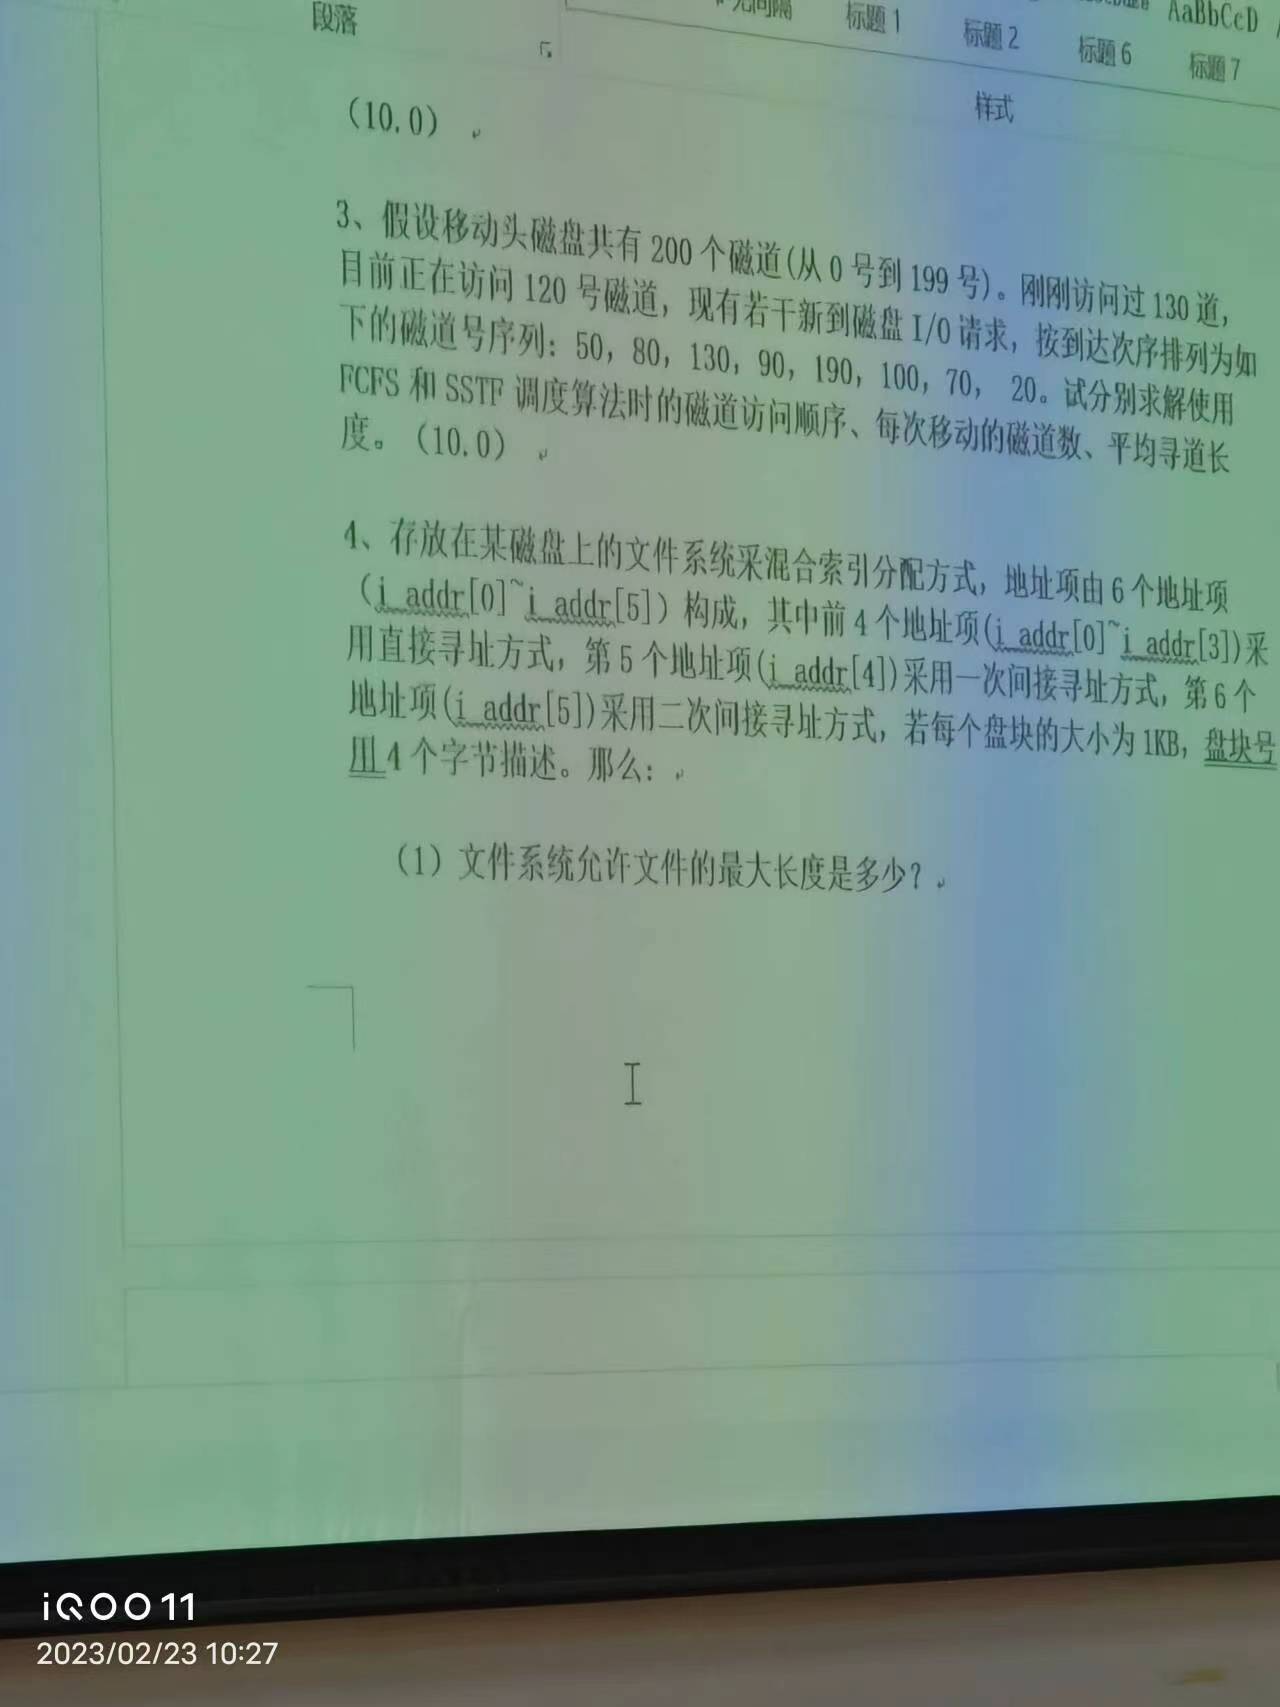 段落
无间隔
标题 1
标题 2
标题 6
标题 7
AaBbCcD
样式
（10.0）
3、假设移动头磁盘共有 200 个磁道(从 0 号到 199 号)。刚刚访问过 130 道,
目前正在访问 120 号磁道，现有若干新到磁盘 I/O 请求，按到达次序排列为如
下的磁道号序列：50，80，130，90，190，100，70， 20。试分别求解使用
FCFS 和 SSTF 调度算法时的磁道访问顺序、每次移动的磁道数、平均寻道长
度。（10.0）
4、存放在某磁盘上的文件系统采混合索引分配方式，地址项由 6 个地址项
（i_addr[0]~i_addr[5]）构成，其中前 4 个地址项(i_addr[0]~i_addr[3])采
用直接寻址方式，第 5 个地址项(i_addr[4])采用一次间接寻址方式，第 6 个
地址项(i_addr[5])采用二次间接寻址方式，若每个盘块的大小为 1KB，盘块号
用 4 个字节描述。那么：
（1）文件系统允许文件的最大长度是多少？
iQOO 11
2023/02/23 10:27